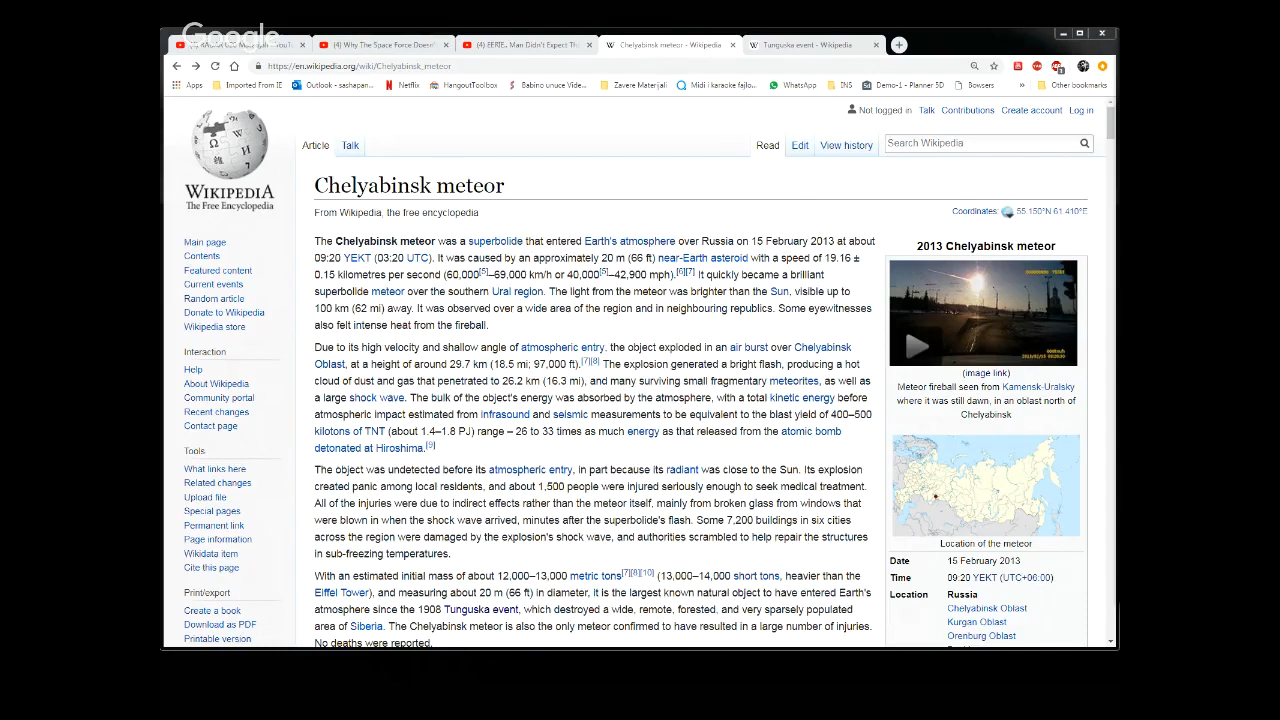 Google
(4) Why The Space Force Doesn'
(4) EERIE.. Man Didn't Expect Th
Chelyabinsk meteor - Wikipedia
Tunguska event - Wikipedia
https://en.wikipedia.org/wiki/Chelyabinsk_meteor
Apps
Imported From IE
Outlook - sashapan...
Netflix
HangoutToolbox
Babino unuce Vide...
Zavere Materijali
Midi i karaoke fajlo...
WhatsApp
INS
Demo-1 - Planner 5D
Bowsers
»
Other bookmarks
Not logged in Talk Contributions Create account Log in
Article Talk
Read Edit View history
Search Wikipedia
WIKIPEDIA
The Free Encyclopedia
Main page
Contents
Featured content
Current events
Random article
Donate to Wikipedia
Wikipedia store
Interaction
Help
About Wikipedia
Community portal
Recent changes
Contact page
Tools
What links here
Related changes
Upload file
Special pages
Permanent link
Page information
Wikidata item
Cite this page
Print/export
Create a book
Download as PDF
Printable version
Chelyabinsk meteor
From Wikipedia, the free encyclopedia
Coordinates: 55.150°N 61.410°E
The Chelyabinsk meteor was a superbolide that entered Earth's atmosphere over Russia on 15 February 2013 at about
09:20 YEKT (03:20 UTC). It was caused by an approximately 20 m (66 ft) near-Earth asteroid with a speed of 19.16 ±
0.15 kilometres per second (60,000[5]–69,000 km/h or 40,000[5]–42,900 mph).[6][7] It quickly became a brilliant
superbolide meteor over the southern Ural region. The light from the meteor was brighter than the Sun, visible up to
100 km (62 mi) away. It was observed over a wide area of the region and in neighbouring republics. Some eyewitnesses
also felt intense heat from the fireball.
Due to its high velocity and shallow angle of atmospheric entry, the object exploded in an air burst over Chelyabinsk
Oblast, at a height of around 29.7 km (18.5 mi; 97,000 ft).[7][8] The explosion generated a bright flash, producing a hot
cloud of dust and gas that penetrated to 26.2 km (16.3 mi), and many surviving small fragmentary meteorites, as well as
a large shock wave. The bulk of the object's energy was absorbed by the atmosphere, with a total kinetic energy before
atmospheric impact estimated from infrasound and seismic measurements to be equivalent to the blast yield of 400–500
kilotons of TNT (about 1.4–1.8 PJ) range – 26 to 33 times as much energy as that released from the atomic bomb
detonated at Hiroshima.[9]
The object was undetected before its atmospheric entry, in part because its radiant was close to the Sun. Its explosion
created panic among local residents, and about 1,500 people were injured seriously enough to seek medical treatment.
All of the injuries were due to indirect effects rather than the meteor itself, mainly from broken glass from windows that
were blown in when the shock wave arrived, minutes after the superbolide's flash. Some 7,200 buildings in six cities
across the region were damaged by the explosion's shock wave, and authorities scrambled to help repair the structures
in sub-freezing temperatures.
With an estimated initial mass of about 12,000–13,000 metric tons[7][8][10] (13,000–14,000 short tons, heavier than the
Eiffel Tower), and measuring about 20 m (66 ft) in diameter, it is the largest known natural object to have entered Earth's
atmosphere since the 1908 Tunguska event, which destroyed a wide, remote, forested, and very sparsely populated
area of Siberia. The Chelyabinsk meteor is also the only meteor confirmed to have resulted in a large number of injuries.
No deaths were reported.
2013 Chelyabinsk meteor
(image link)
Meteor fireball seen from Kamensk-Uralsky
where it was still dawn, in an oblast north of
Chelyabinsk
Location of the meteor
Date 15 February 2013
Time 09:20 YEKT (UTC+06:00)
Location Russia
Chelyabinsk Oblast
Kurgan Oblast
Orenburg Oblast